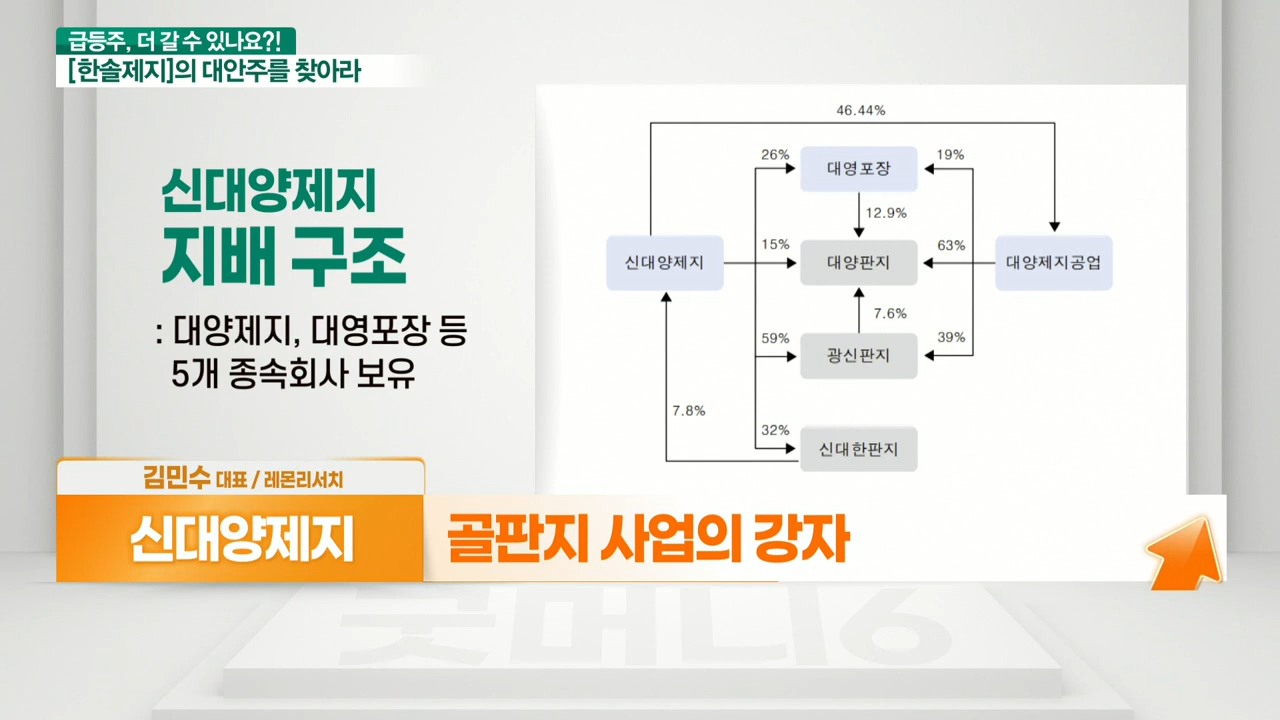 급등주, 더 갈 수 있나요?!
[한솔제지]의 대안주를 찾아라
신대양제지
지배 구조
: 대양제지, 대영포장 등
5개 종속회사 보유
46.44%
26%
대영포장
19%
12.9%
신대양제지
15%
대양판지
63%
대양제지공업
7.6%
59%
광신판지
39%
7.8%
32%
신대한판지
김민수 대표 / 레몬리서치
신대양제지
골판지 사업의 강자
굿머니6